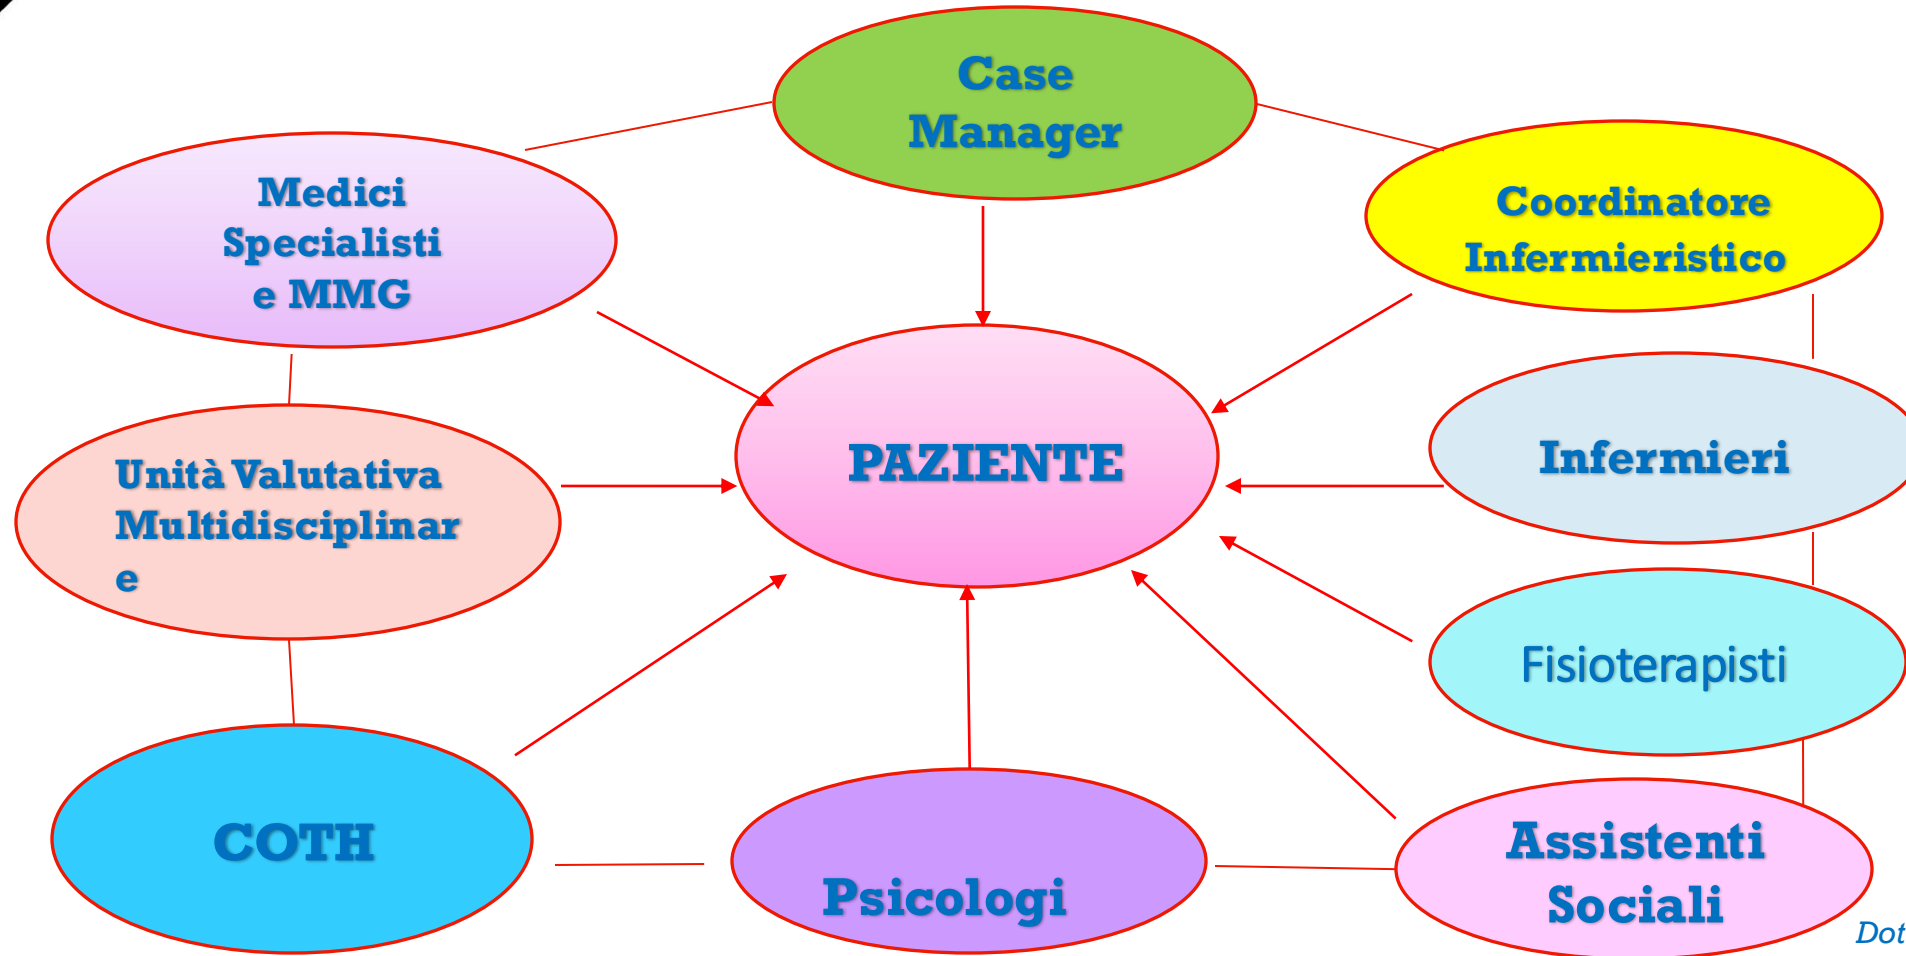 Case
Manager
Medici
Specialisti
e MMG
Coordinatore
Infermieristico
PAZIENTE
Infermieri
Unità Valutativa
Multidisciplinar
e
Fisioterapisti
COTH
Psicologi
Assistenti
Sociali
Dot